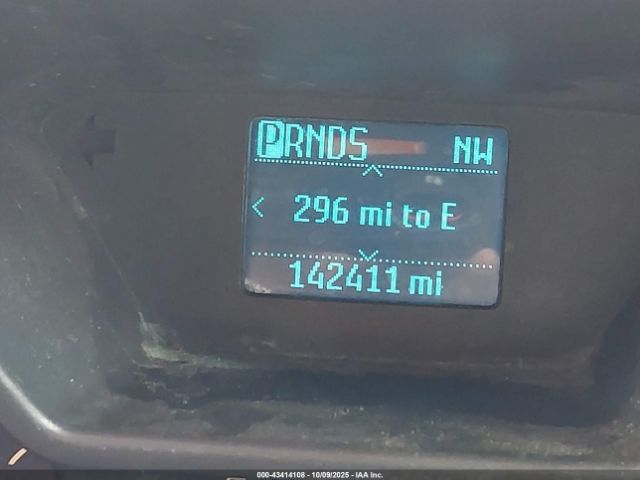 PRNDS NW
< 296 mi to E
142411 mi
000-43414108 - 10/09/2025 - IAA Inc.